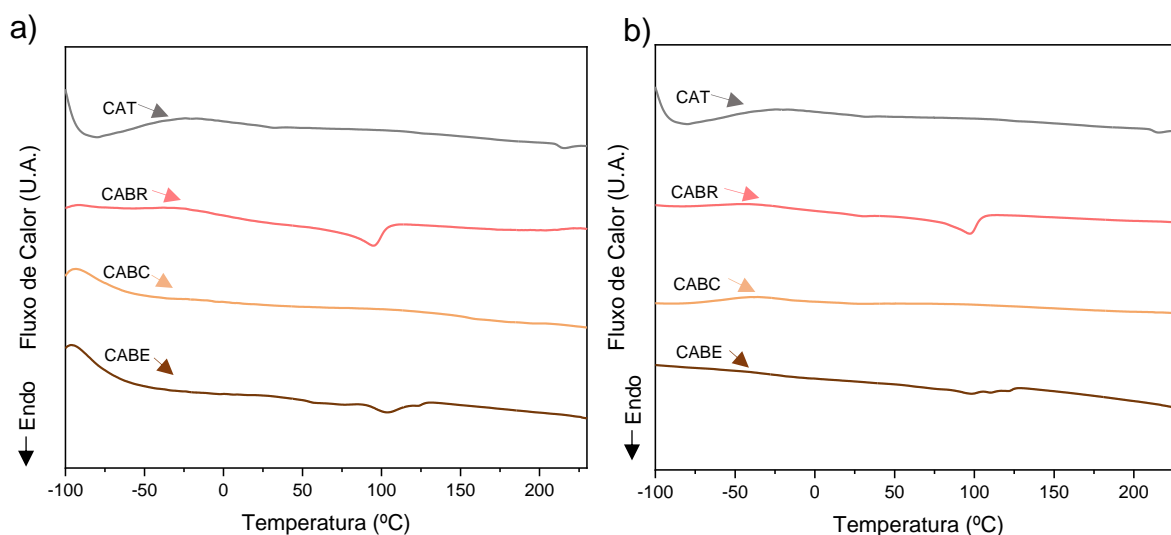 a)
CAT
CABR
CABC
CABE
Fluxo de Calor (U.A.)
Endo
-100 -50 0 50 100 150 200
Temperatura (ºC)
b)
CAT
CABR
CABC
CABE
Fluxo de Calor (U.A.)
Endo
-100 -50 0 50 100 150 200
Temperatura (ºC)